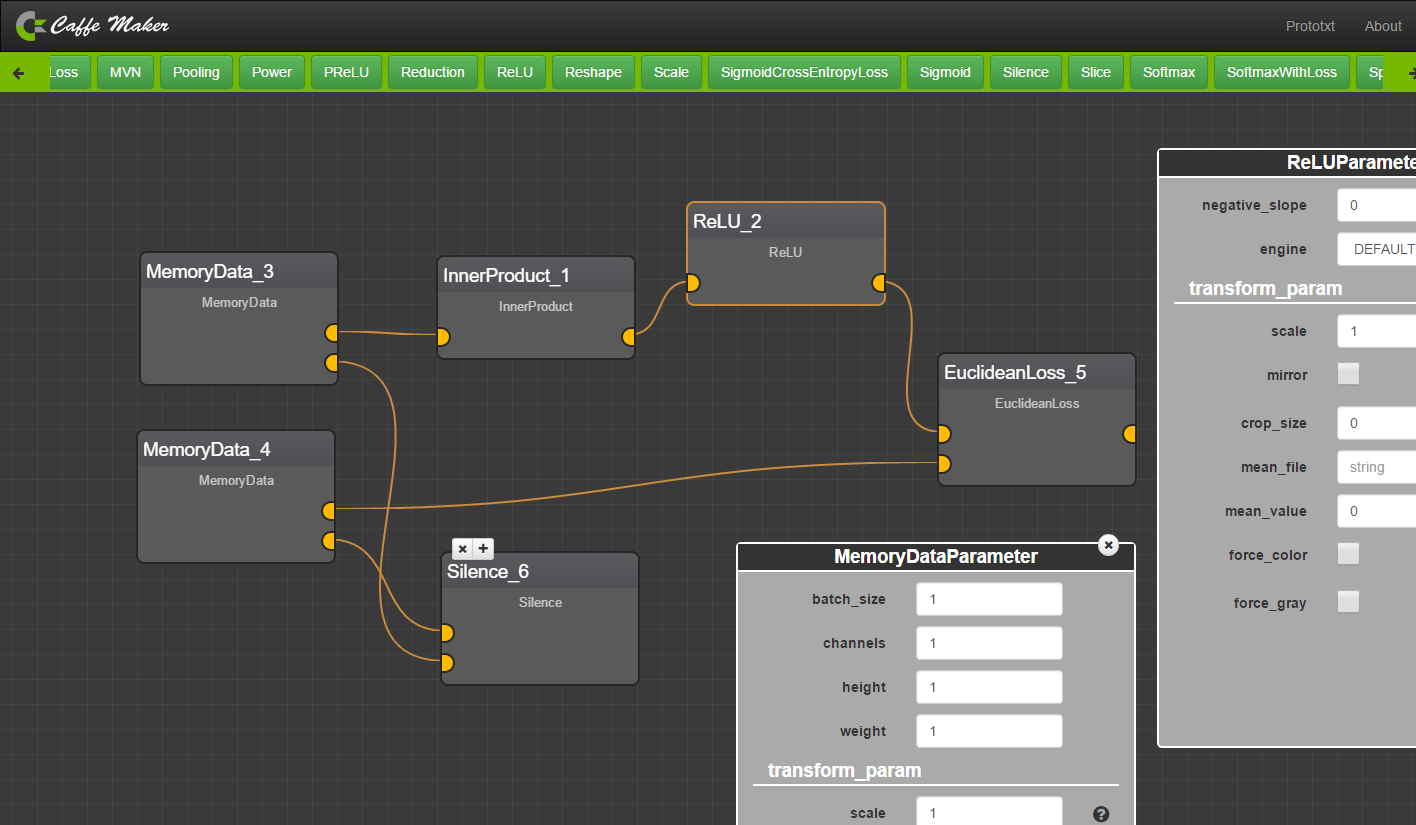 Caffe Maker
Prototxt About
Loss MVN Pooling Power PReLU Reduction ReLU Reshape Scale SigmoidCrossEntropyLoss Sigmoid Silence Slice Softmax SoftmaxWithLoss Sp
ReLUParamete
negative_slope 0
engine DEFAULT
transform_param
scale 1
mirror
crop_size 0
mean_file string
mean_value 0
force_color
force_gray
ReLU_2
ReLU
MemoryData_3
MemoryData
InnerProduct_1
InnerProduct
EuclideanLoss_5
EuclideanLoss
MemoryData_4
MemoryData
Silence_6
Silence
MemoryDataParameter
batch_size 1
channels 1
height 1
weight 1
transform_param
scale 1 ?